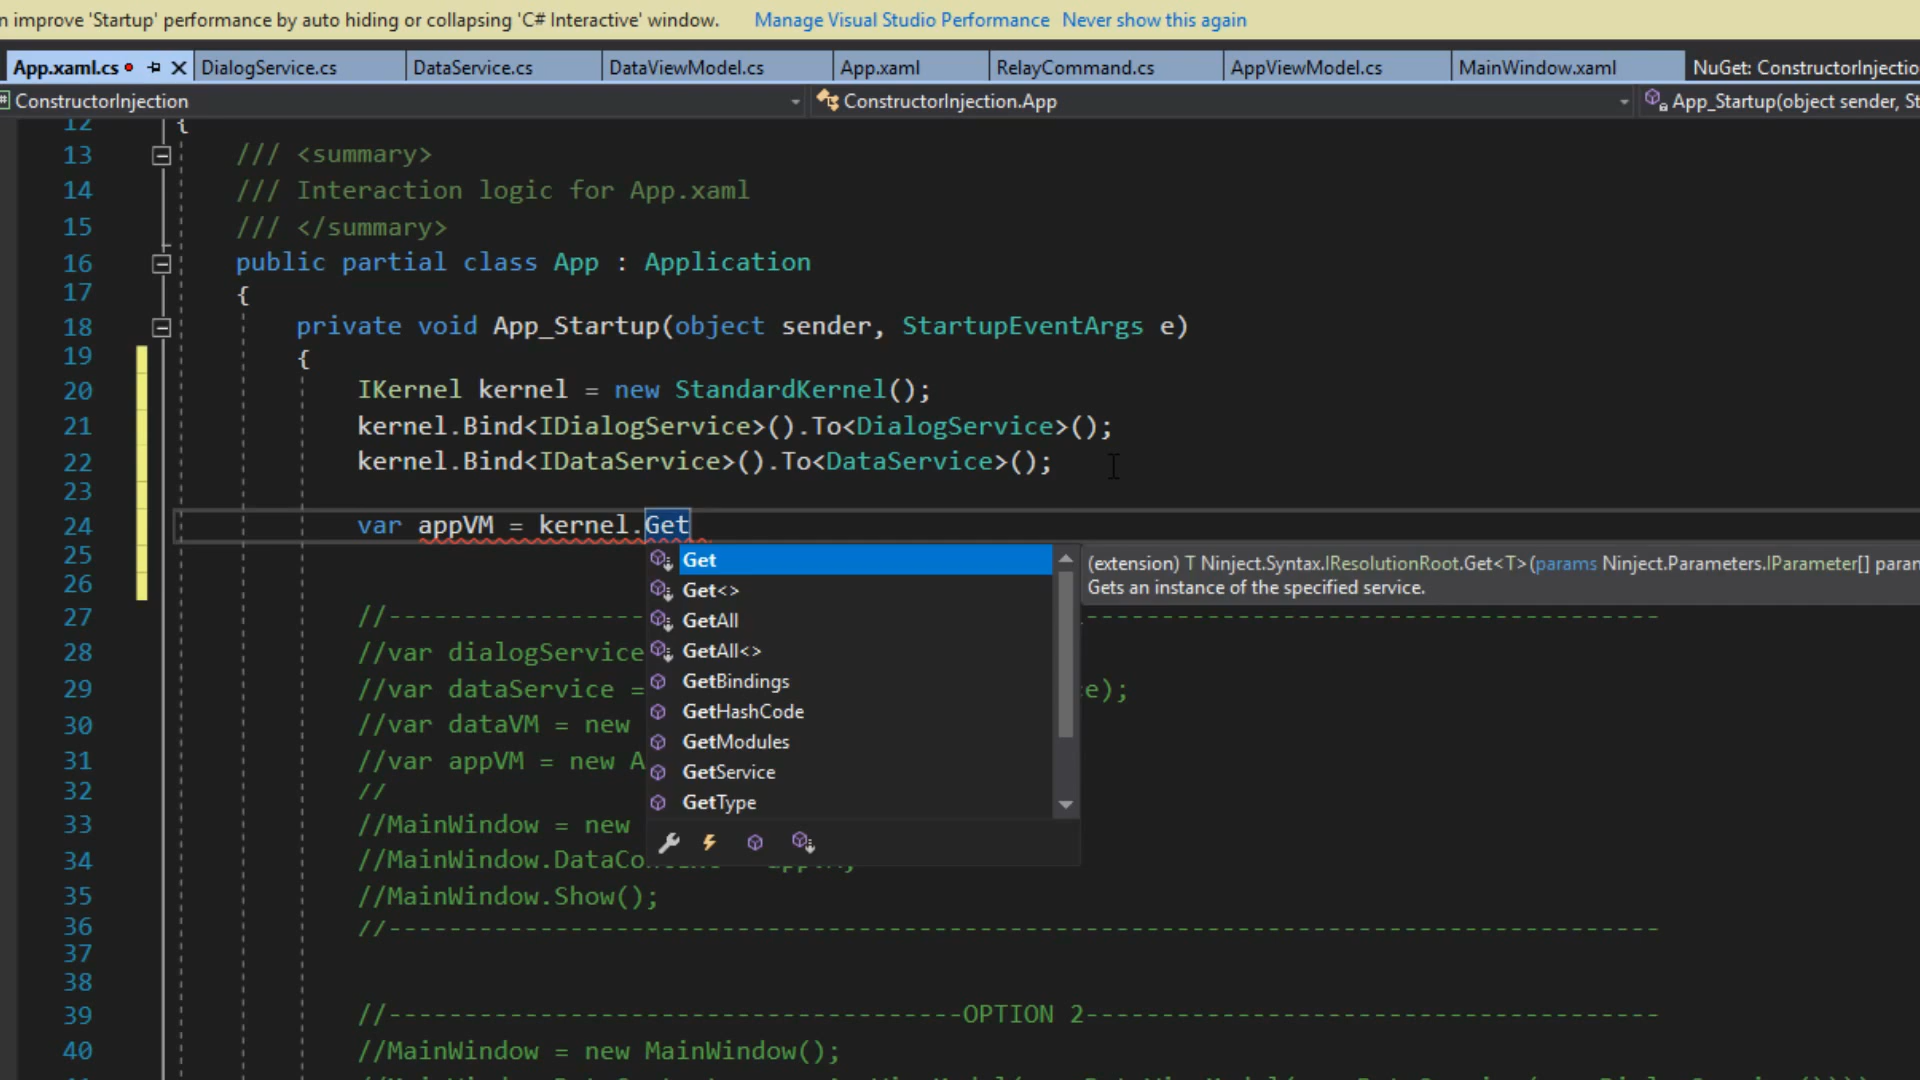 n improve 'Startup' performance by auto hiding or collapsing 'C# Interactive' window. Manage Visual Studio Performance Never show this again
App.xaml.cs DialogService.cs DataService.cs DataViewModel.cs App.xaml RelayCommand.cs AppViewModel.cs MainWindow.xaml NuGet: ConstructorInjectio
ConstructorInjection ConstructorInjection.App App_Startup(object sender, St
12 {
13 /// <summary>
14 /// Interaction logic for App.xaml
15 /// </summary>
16 public partial class App : Application
17 {
18 private void App_Startup(object sender, StartupEventArgs e)
19 {
20 IKernel kernel = new StandardKernel();
21 kernel.Bind<IDialogService>().To<DialogService>();
22 kernel.Bind<IDataService>().To<DataService>();
23
24 var appVM = kernel.Get
25
26
Get
Get<>
GetAll
GetAll<>
GetBindings
GetHashCode
GetModules
GetService
GetType
(extension) T Ninject.Syntax.IResolutionRoot.Get<T>(params Ninject.Parameters.IParameter[] param
Gets an instance of the specified service.
27 //----------------- --------------------------------------
28 //var dialogService
29 //var dataService = e);
30 //var dataVM = new
31 //var appVM = new A
32 //
33 //MainWindow = new
34 //MainWindow.DataCo
35 //MainWindow.Show();
36 //------------------------------------------------------------------------------------
37
38
39 //--------------------------------------OPTION 2--------------------------------------
40 //MainWindow = new MainWindow();